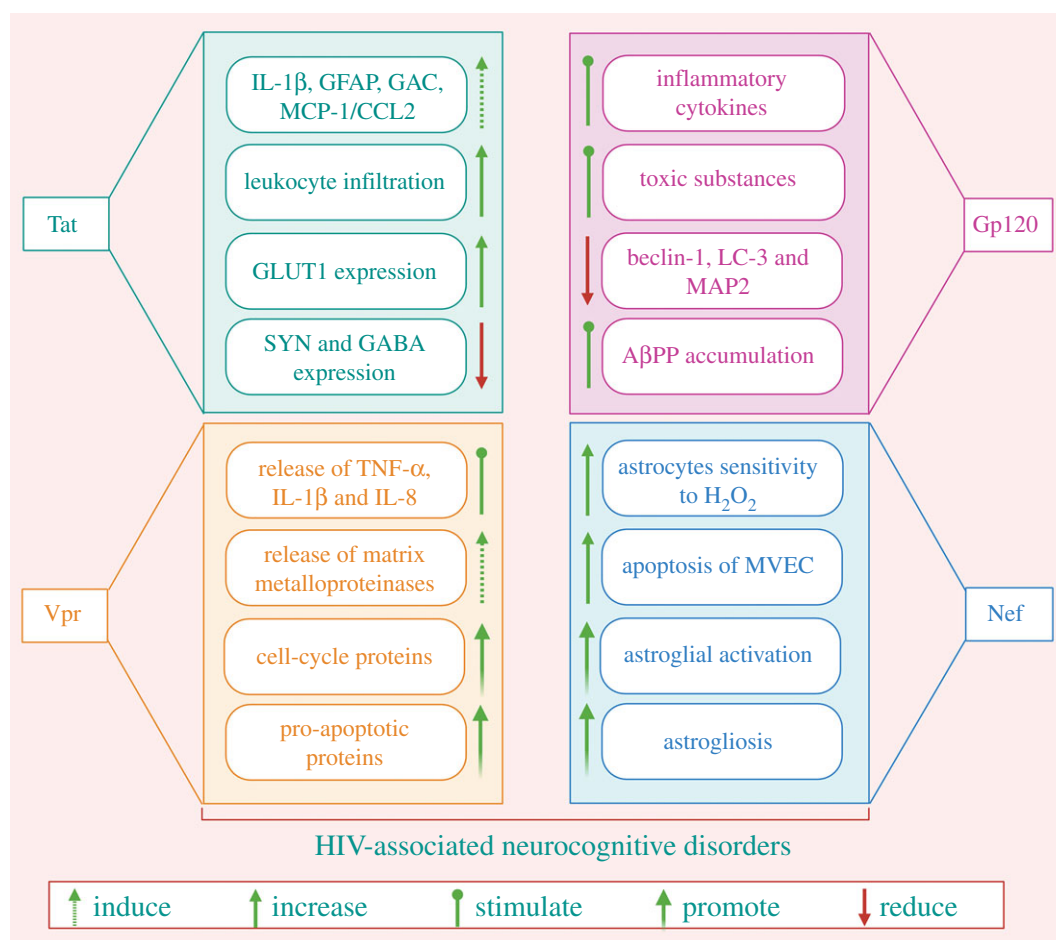 Tat
IL-1β, GFAP, GAC,
MCP-1/CCL2
leukocyte infiltration
GLUT1 expression
SYN and GABA
expression
Gp120
inflammatory
cytokines
toxic substances
beclin-1, LC-3 and
MAP2
AβPP accumulation
Vpr
release of TNF-α,
IL-1β and IL-8
release of matrix
metalloproteinases
cell-cycle proteins
pro-apoptotic
proteins
Nef
astrocytes sensitivity
to H₂O₂
apoptosis of MVEC
astroglial activation
astrogliosis
HIV-associated neurocognitive disorders
induce increase stimulate promote reduce